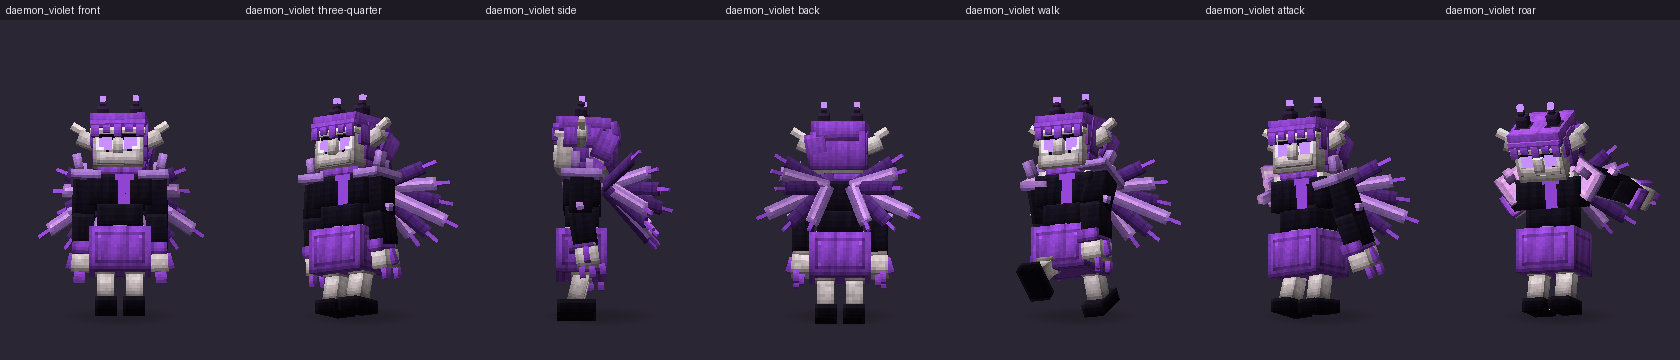 daemon_violet front
daemon_violet three-quarter
daemon_violet side
daemon_violet back
daemon_violet walk
daemon_violet attack
daemon_violet roar